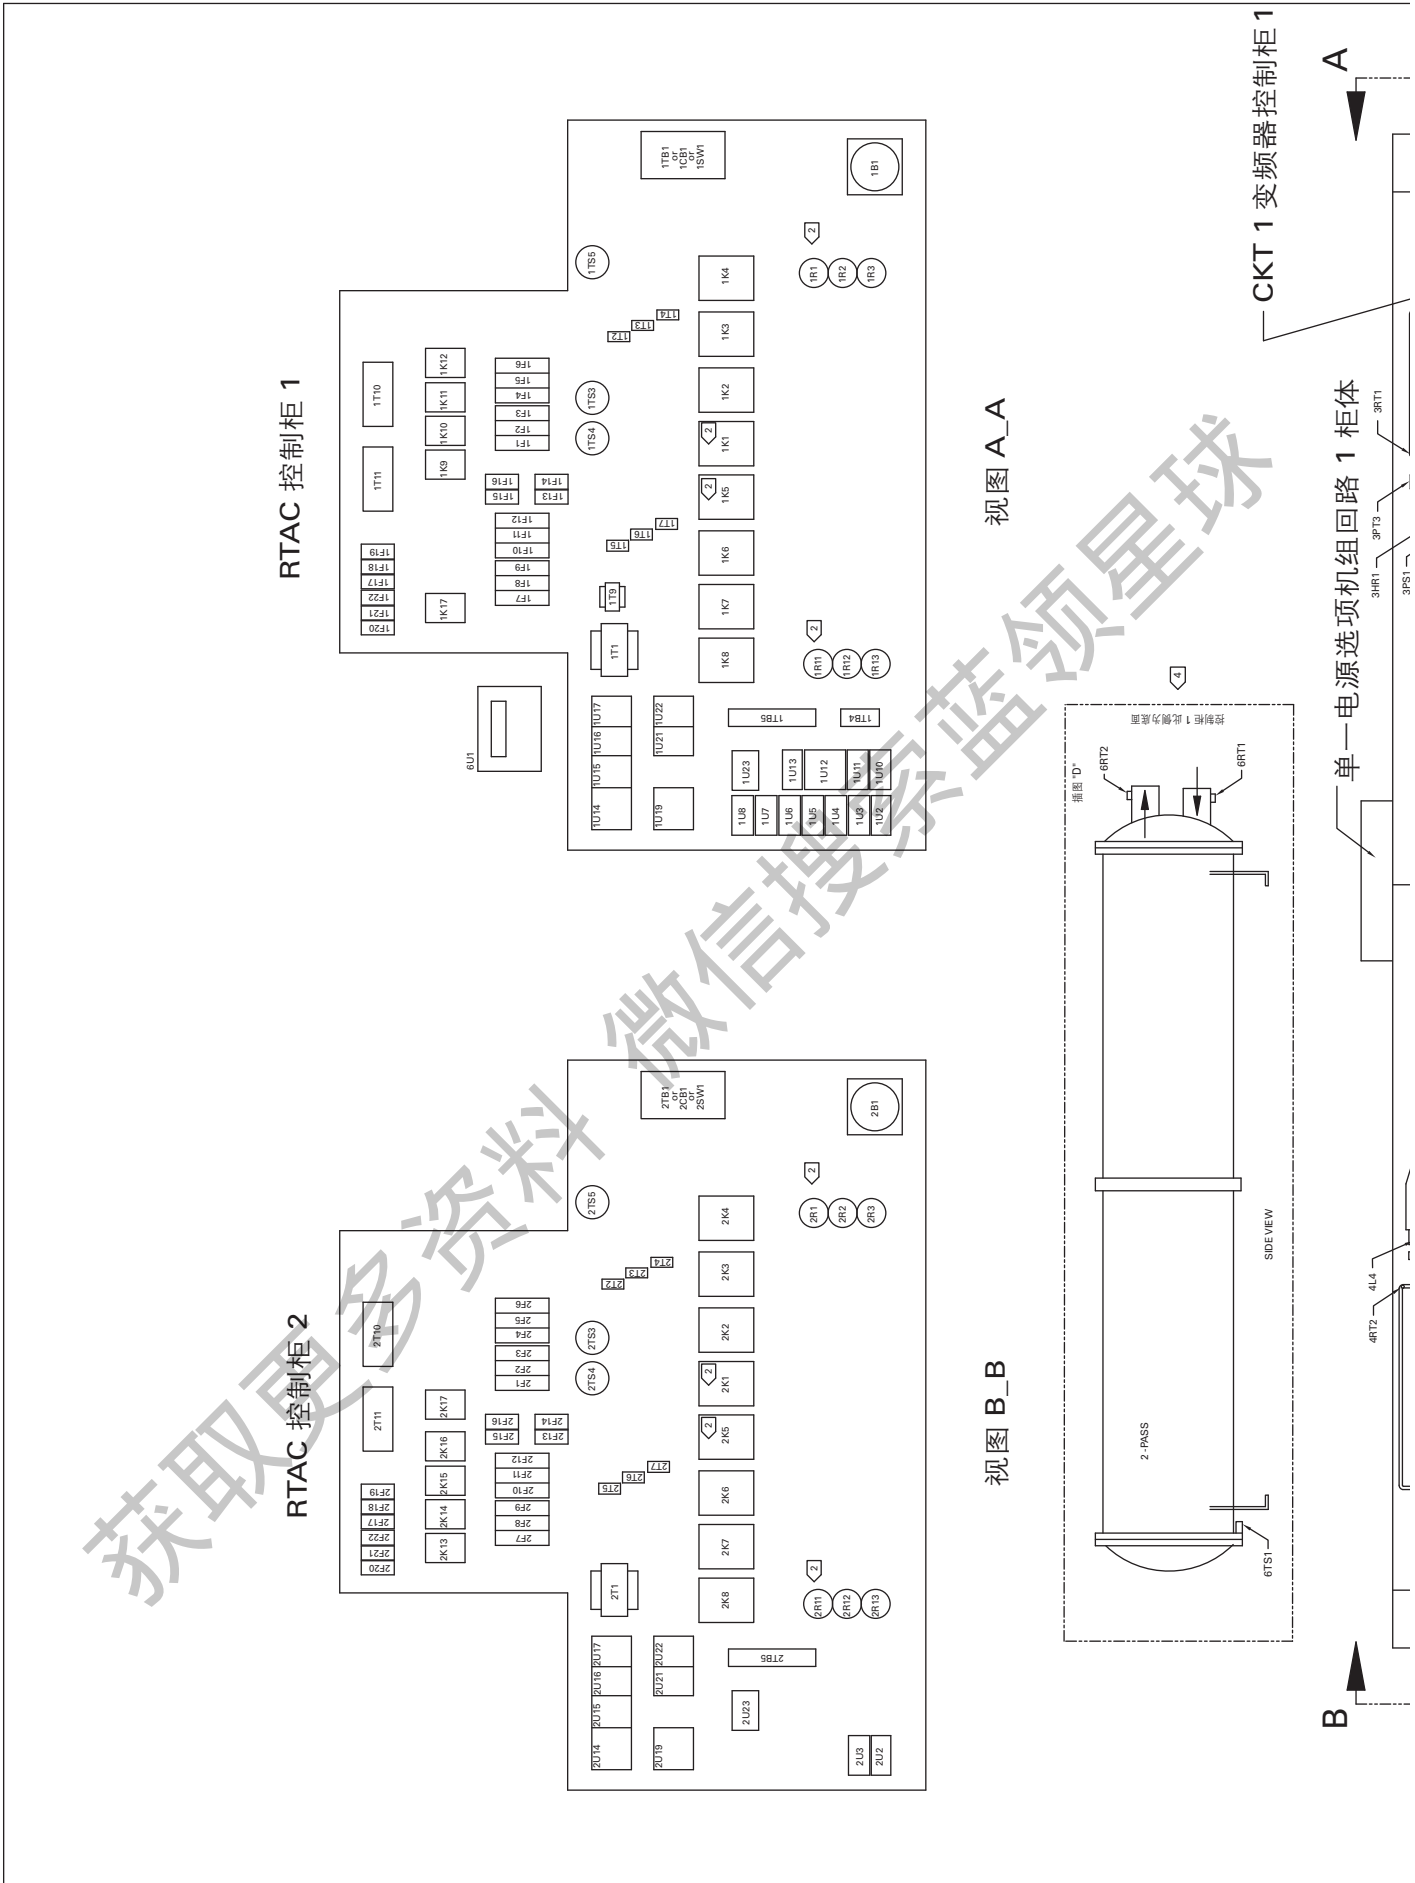 RTAC 控制柜 1
1T10
1T11
1K12
1K11
1K10
1K9
1K17
1F19
1F18
1F17
1F22
1F21
1F20
1F6
1F5
1F4
1F3
1F2
1F1
1F16
1F15
1F14
1F13
1F12
1F11
1F10
1F9
1F8
1F7
6U1
1TS5
1TS3
1TS4
1T2
1T3
1T4
1T5
1T6
1T7
1T9
1T1
1TB1
or
1CB1
or
1SW1
1B1
1K4
1K3
1K2
1K1
2
1K5
2
1K6
1K7
1K8
2
1R1
1R2
1R3
2
1R11
1R12
1R13
1U17
1U16
1U15
1U14
1U22
1U21
1U19
1TB5
1TB4
1U23
1U13
1U12
1U11
1U10
1U8
1U7
1U6
1U5
1U4
1U3
1U2
视图 A_A
RTAC 控制柜 2
2T10
2T11
2K17
2K16
2K15
2K14
2K13
2F19
2F18
2F17
2F22
2F21
2F20
2F6
2F5
2F4
2F3
2F2
2F1
2F16
2F15
2F14
2F13
2F12
2F11
2F10
2F9
2F8
2F7
2TS5
2TS3
2TS4
2T2
2T3
2T4
2T5
2T6
2T7
2T1
2TB1
or
2CB1
or
2SW1
2B1
2K4
2K3
2K2
2K1
2
2K5
2
2K6
2K7
2K8
2
2R1
2R2
2R3
2
2R11
2R12
2R13
2U17
2U16
2U15
2U14
2U22
2U21
2U19
2TB5
2U23
2U3
2U2
视图 B_B
插图 "D"
控制柜 1 此侧为底面
4
6RT2
6RT1
2 -PASS
SIDE VIEW
6TS1
CKT 1 变频器控制柜 1
A
单一电源选项机组回路 1 柜体
3RT1
3PT3
3HR1
3PS1
4L4
4RT2
B
获取更多资料 微信搜索蓝领星球